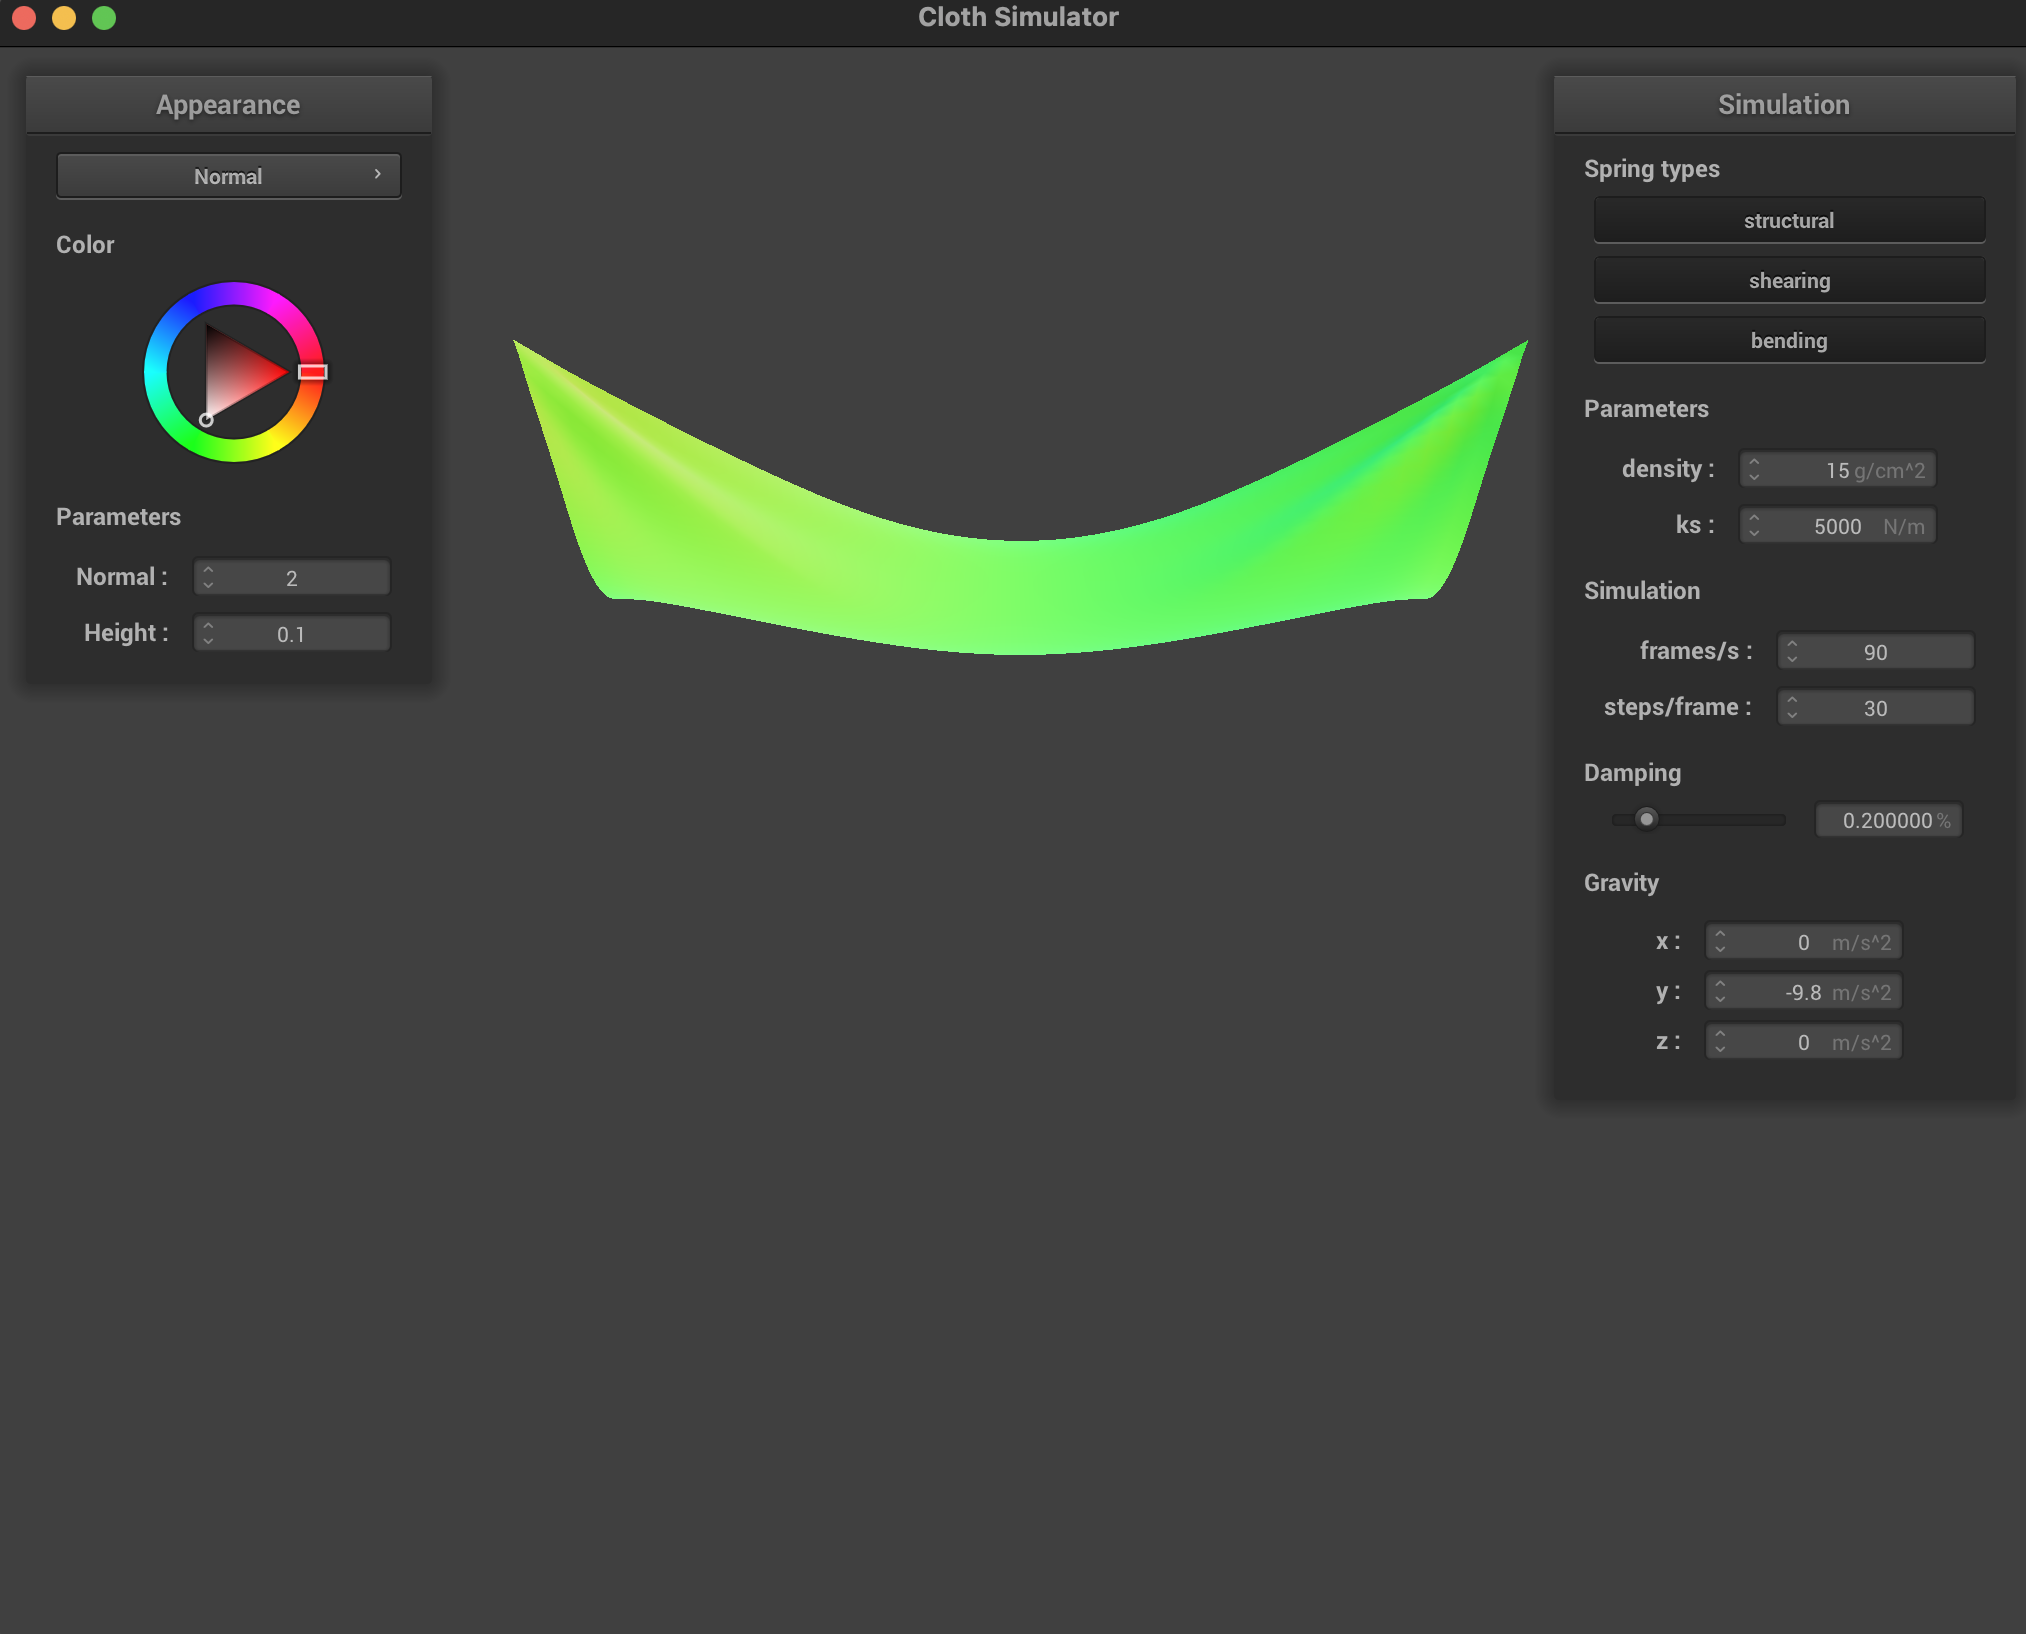 Cloth Simulator
Appearance
Normal
Color
Parameters
Normal : 2
Height : 0.1
Simulation
Spring types
structural
shearing
bending
Parameters
density : 15 g/cm^2
ks : 5000 N/m
Simulation
frames/s : 90
steps/frame : 30
Damping
0.200000 %
Gravity
x : 0 m/s^2
y : -9.8 m/s^2
z : 0 m/s^2